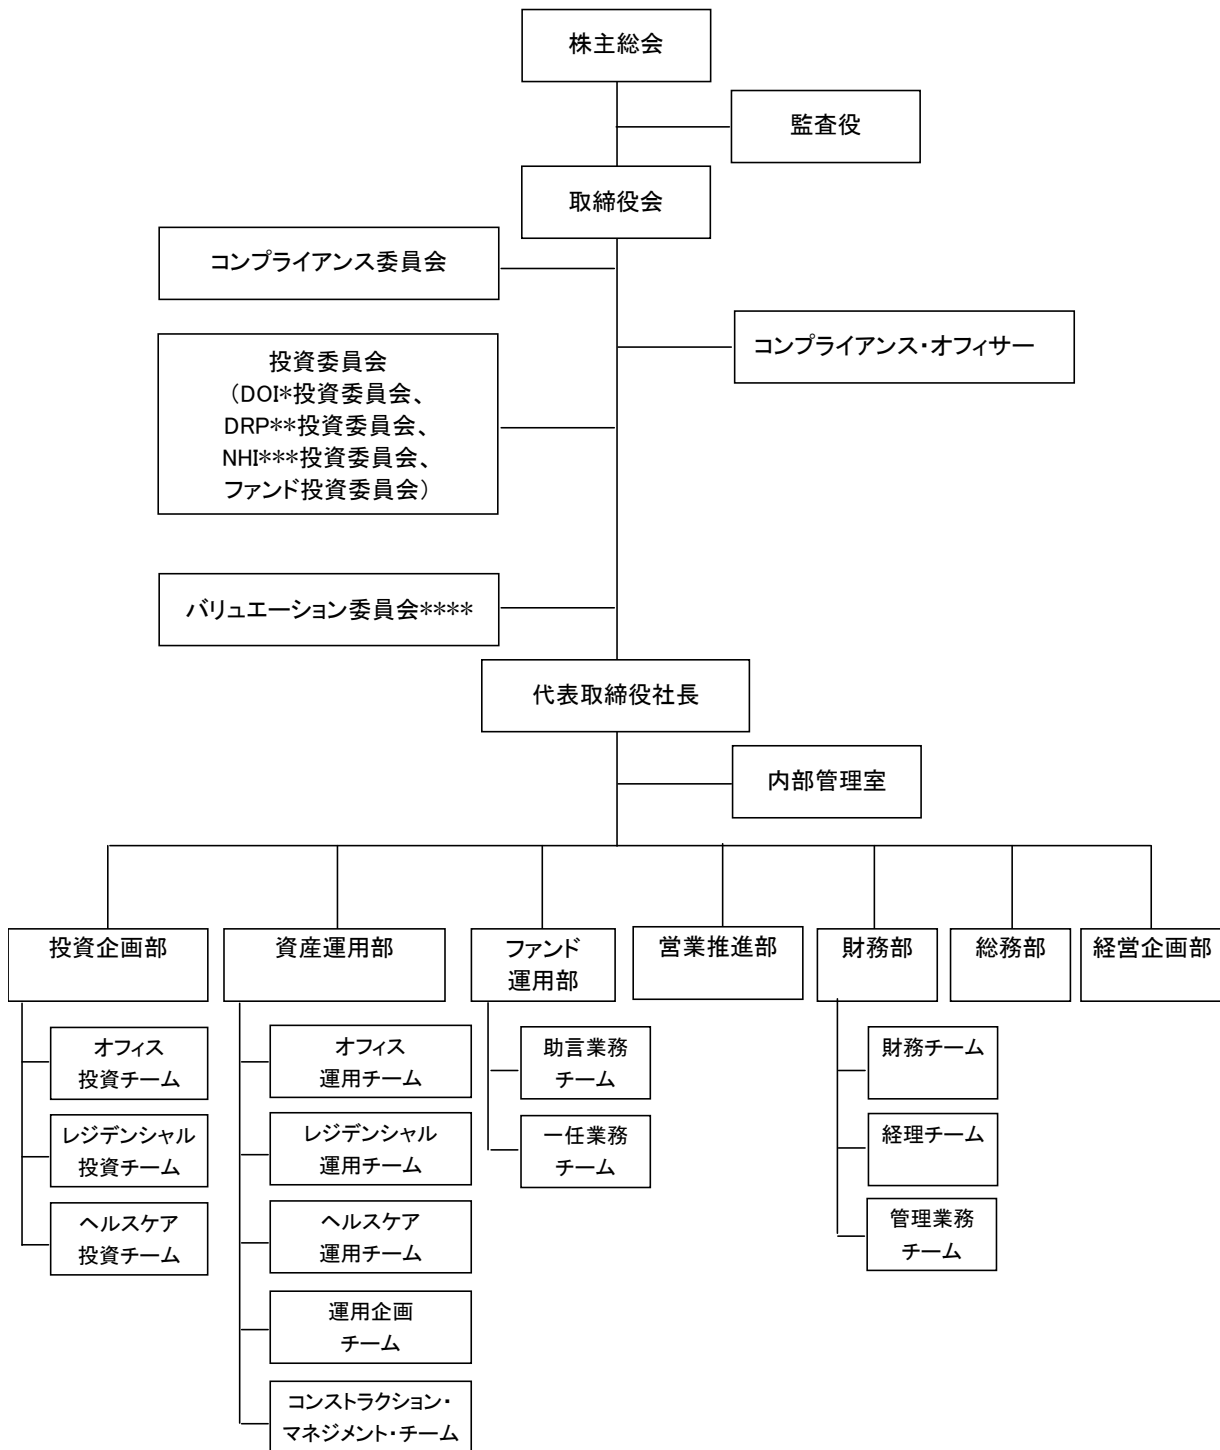 株主総会
監査役
取締役会
コンプライアンス委員会
コンプライアンス・オフィサー
投資委員会
(DOI*投資委員会、
DRP**投資委員会、
NHI***投資委員会、
ファンド投資委員会)
バリュエーション委員会****
代表取締役社長
内部管理室
投資企画部
資産運用部
ファンド
運用部
営業推進部
財務部
総務部
経営企画部
オフィス
投資チーム
レジデンシャル
投資チーム
ヘルスケア
投資チーム
オフィス
運用チーム
レジデンシャル
運用チーム
ヘルスケア
運用チーム
運用企画
チーム
コンストラクション・
マネジメント・チーム
助言業務
チーム
一任業務
チーム
財務チーム
経理チーム
管理業務
チーム